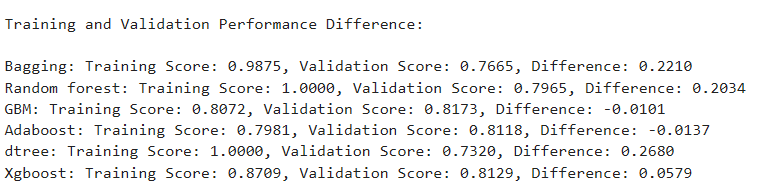 Training and Validation Performance Difference:
Bagging: Training Score: 0.9875, Validation Score: 0.7665, Difference: 0.2210
Random forest: Training Score: 1.0000, Validation Score: 0.7965, Difference: 0.2034
GBM: Training Score: 0.8072, Validation Score: 0.8173, Difference: -0.0101
Adaboost: Training Score: 0.7981, Validation Score: 0.8118, Difference: -0.0137
dtree: Training Score: 1.0000, Validation Score: 0.7320, Difference: 0.2680
Xgboost: Training Score: 0.8709, Validation Score: 0.8129, Difference: 0.0579